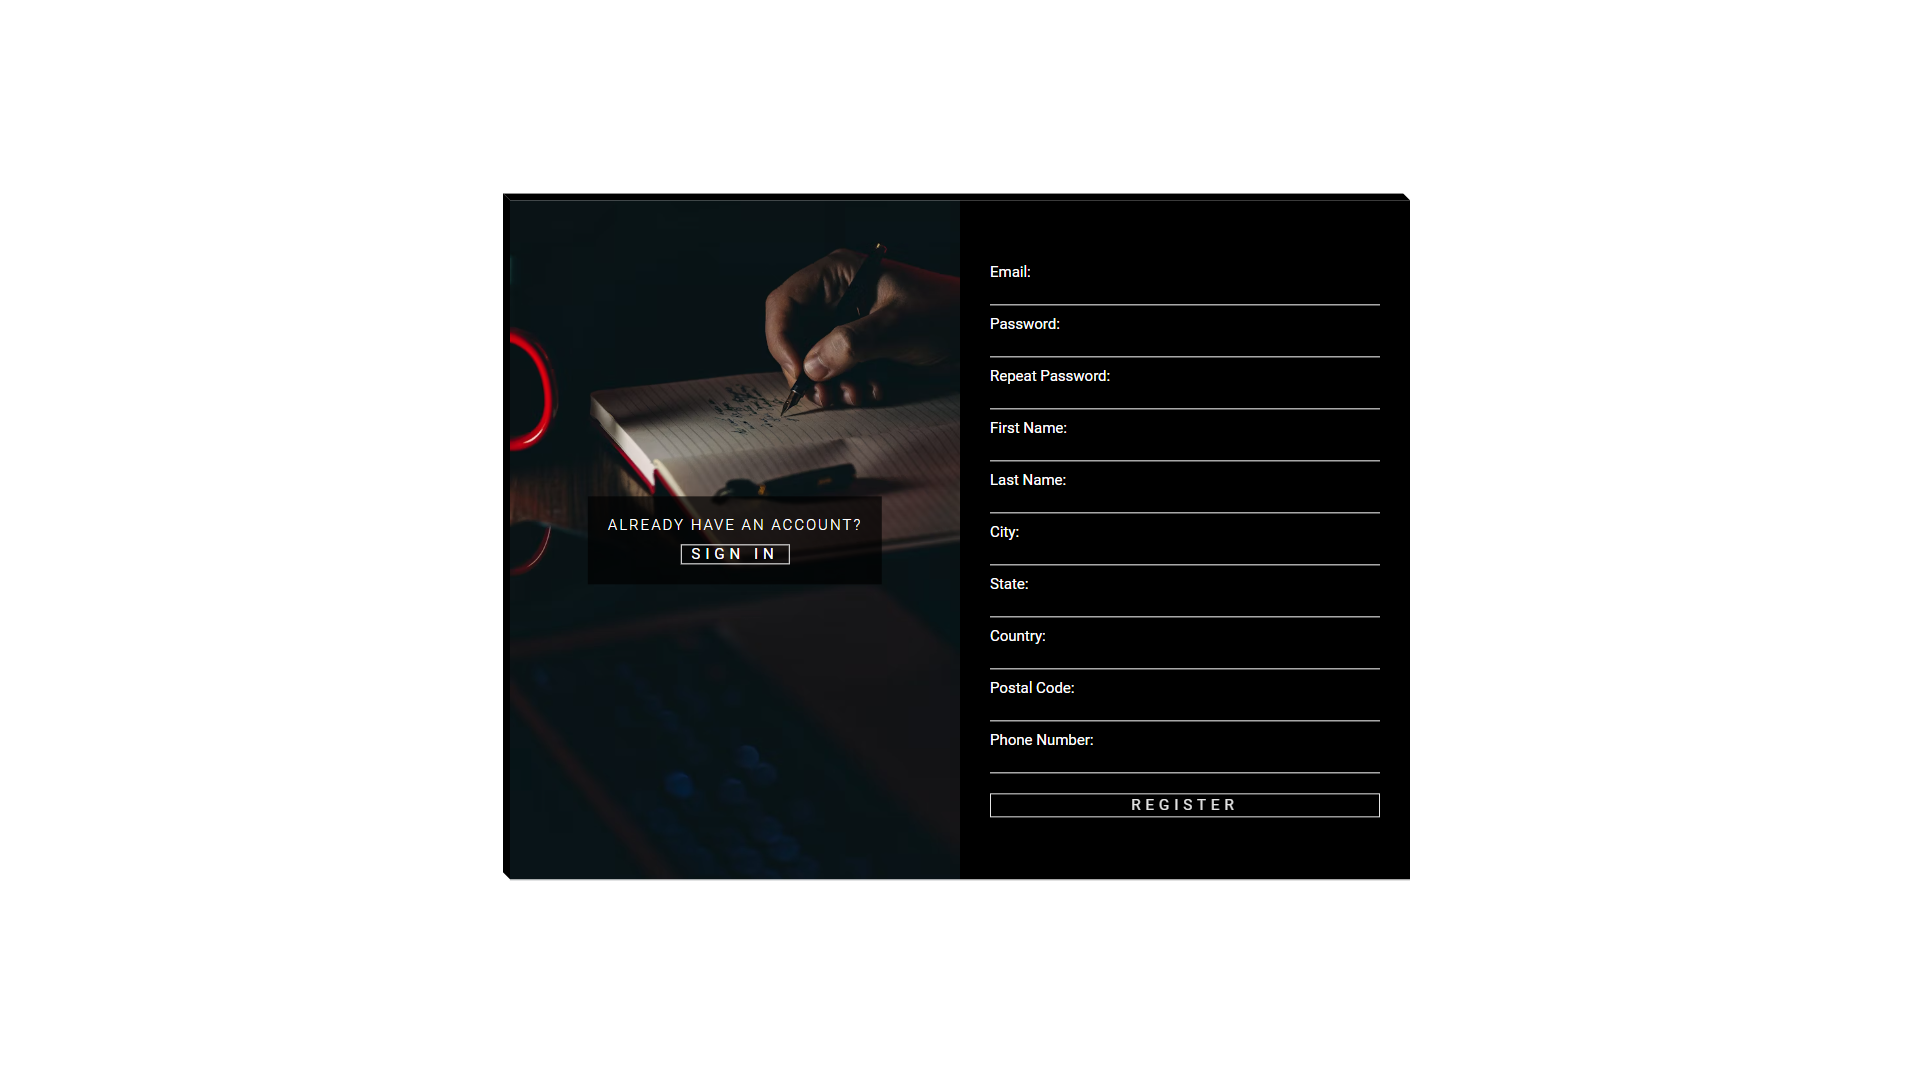 ALREADY HAVE AN ACCOUNT?
SIGN IN
Email:
Password:
Repeat Password:
First Name:
Last Name:
City:
State:
Country:
Postal Code:
Phone Number:
REGISTER